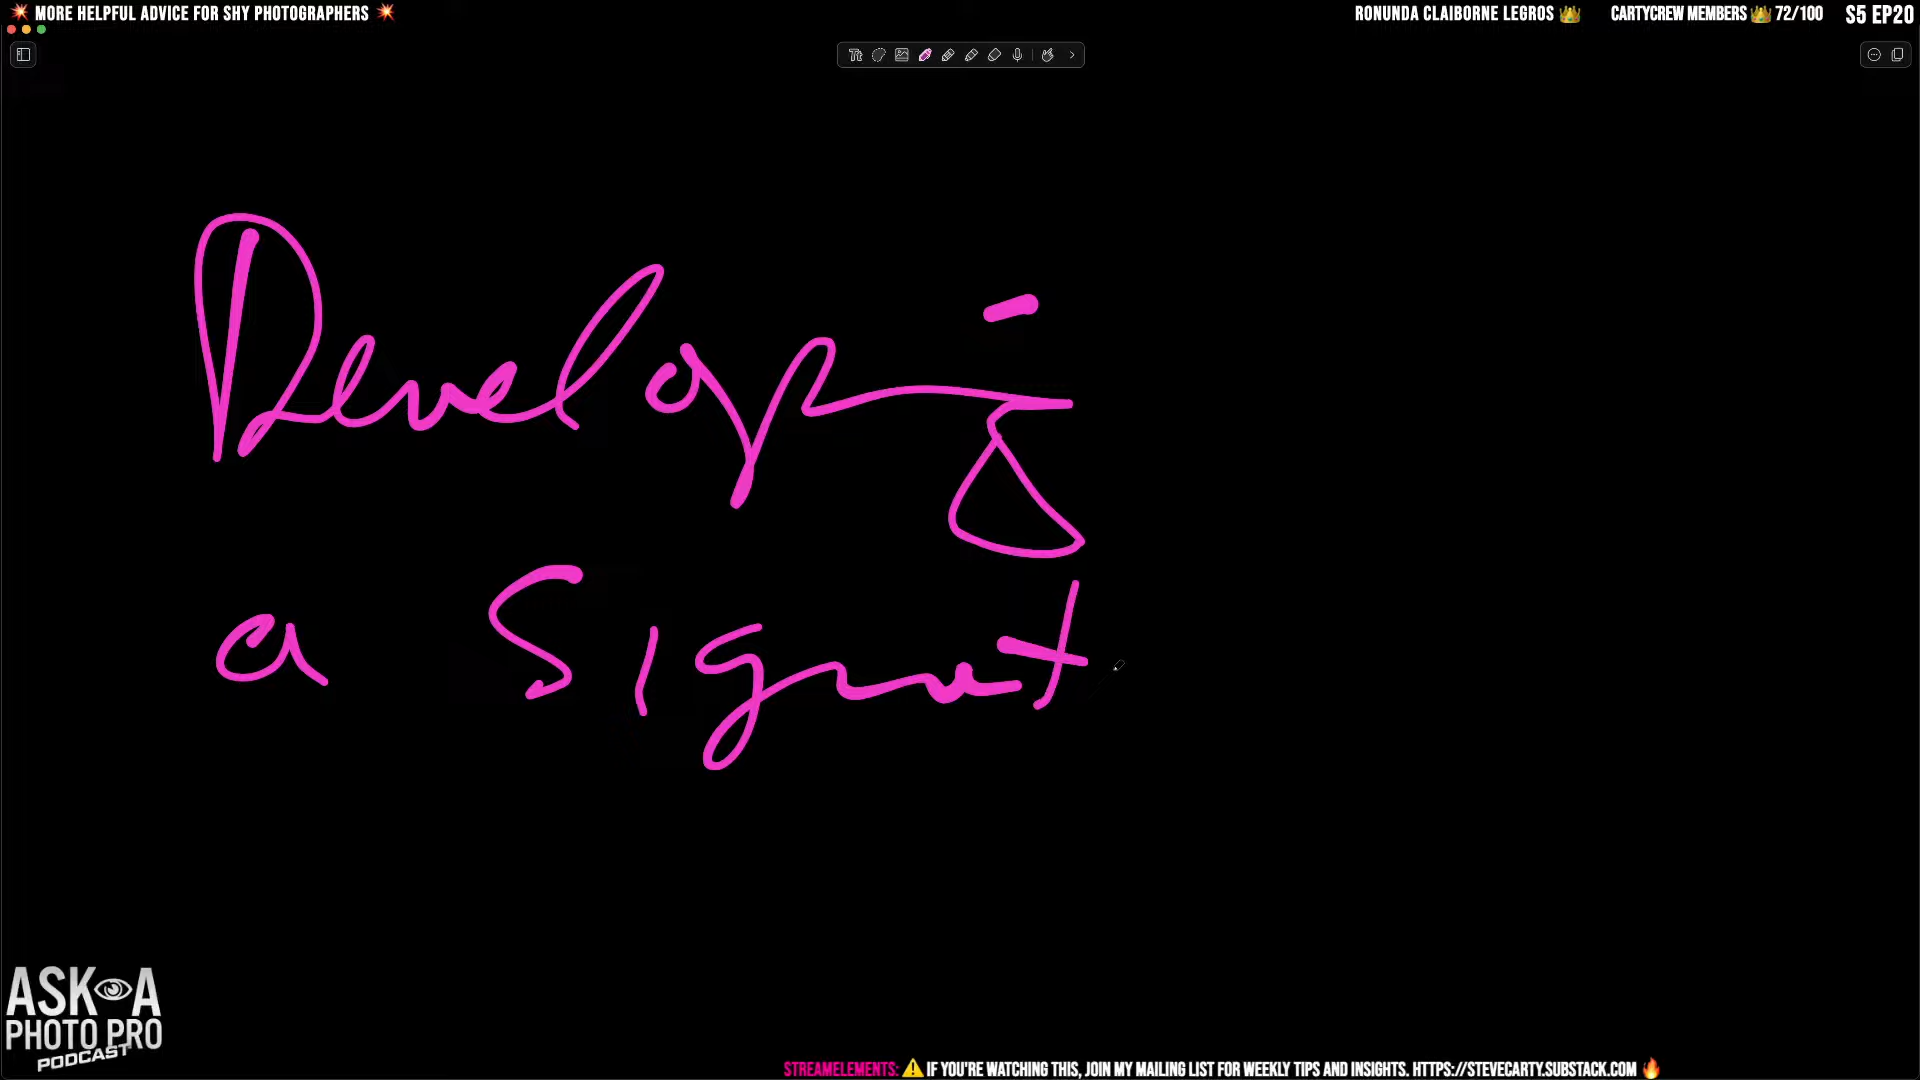 💥 MORE HELPFUL ADVICE FOR SHY PHOTOGRAPHERS 💥
RONUNDA CLAIBORNE LEGROS 👑 CARTYCREW MEMBERS 👑 72/100 S5 EP20
Tt
Developing
a Signat
ASK A
PHOTO PRO
PODCAST
STREAMELEMENTS: ⚠️ IF YOU'RE WATCHING THIS, JOIN MY MAILING LIST FOR WEEKLY TIPS AND INSIGHTS. HTTPS://STEVECARTY.SUBSTACK.COM 🔥